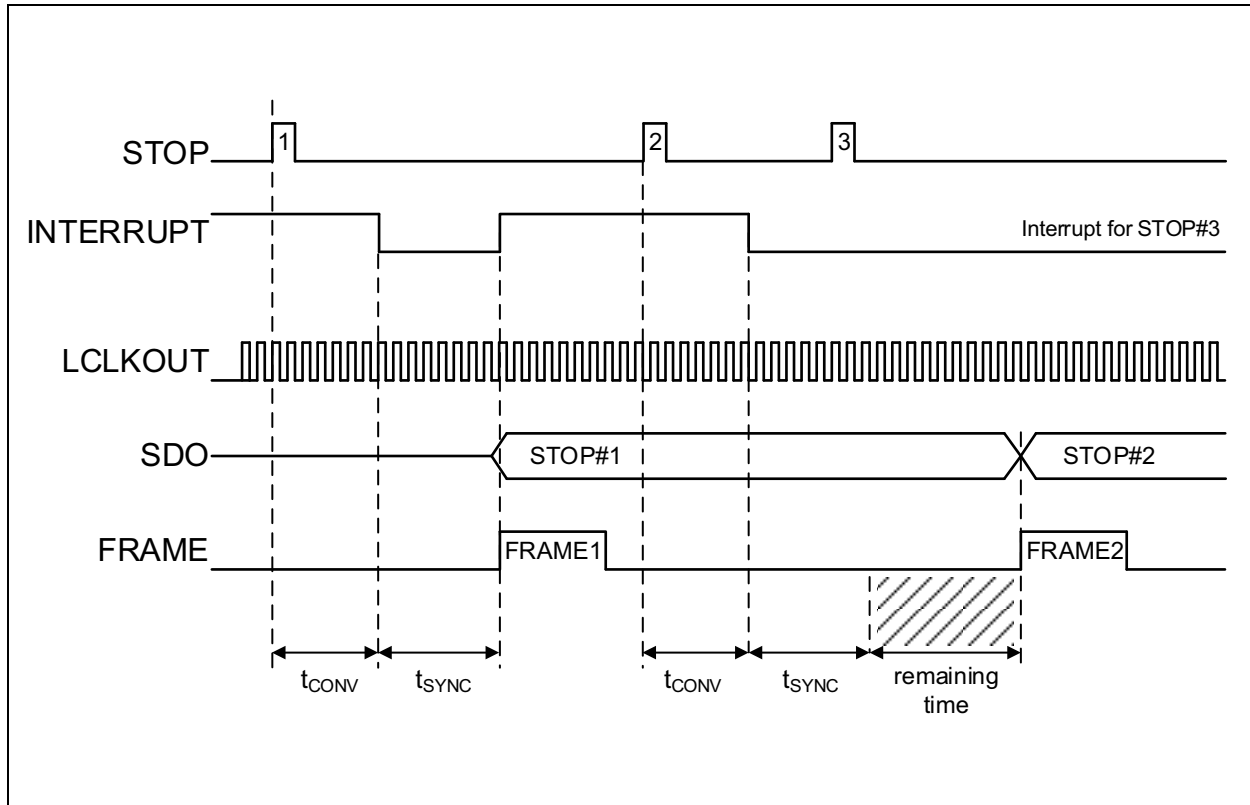 STOP
1
2
3
INTERRUPT
Interrupt for STOP#3
LCLKOUT
SDO
STOP#1
STOP#2
FRAME
FRAME1
FRAME2
tCONV
tSYNC
tCONV
tSYNC
remaining
time